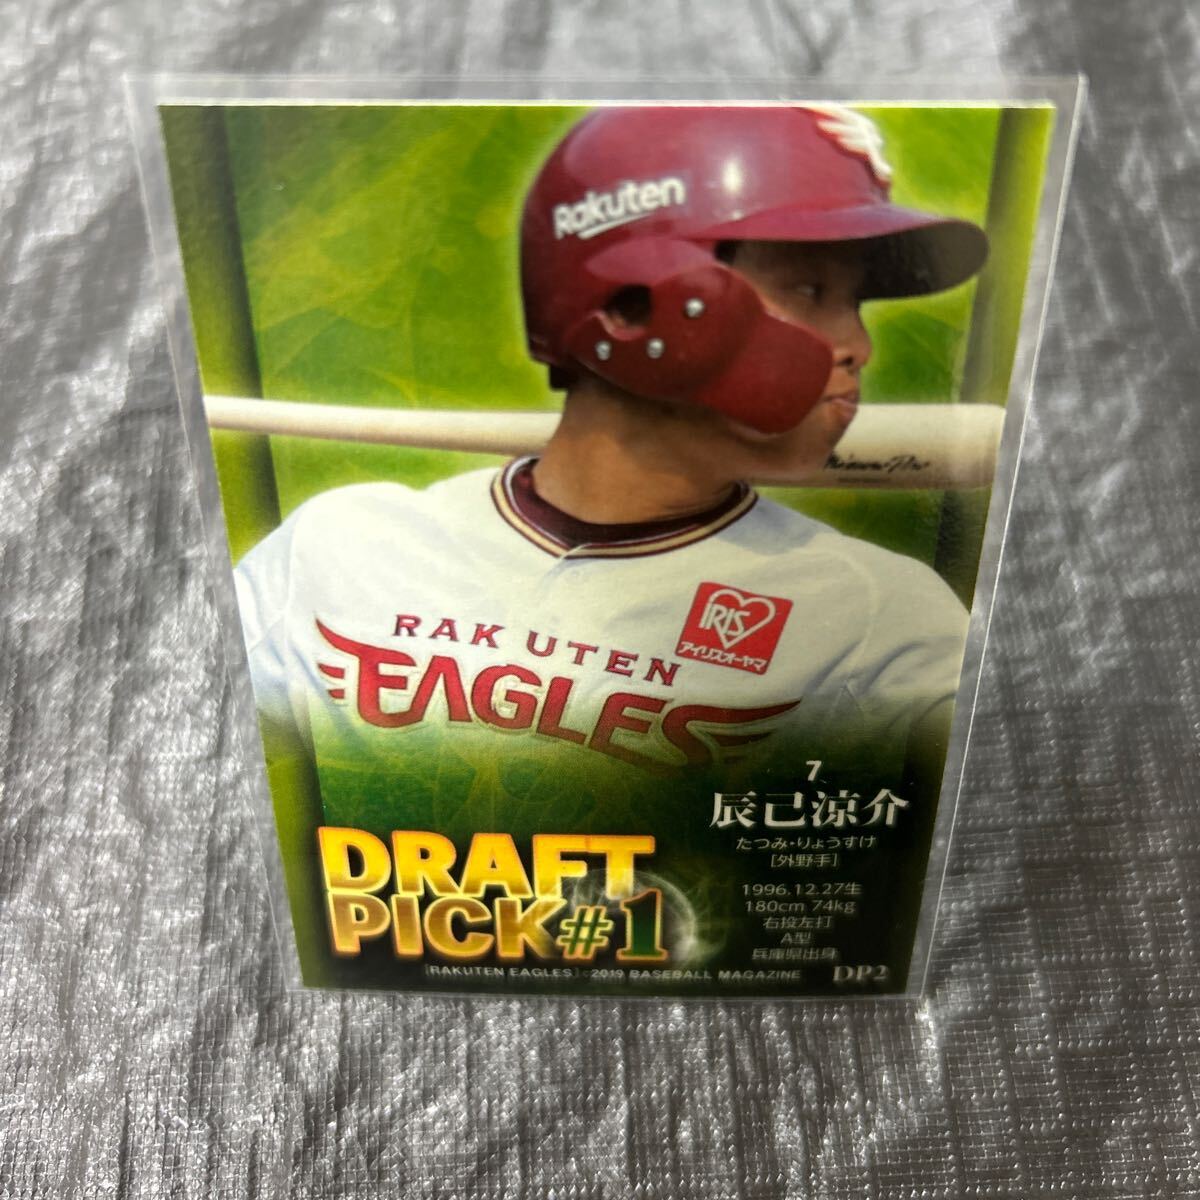 Rakuten
RAKUTEN
EAGLES
IRIS
アイリスオーヤマ
7
辰己涼介
たつみ・りょうすけ
[外野手]
1996.12.27生
180cm 74kg
右投左打
A型
兵庫県出身
DRAFT
PICK#1
[RAKUTEN EAGLES]©2019 BASEBALL MAGAZINE
DP2